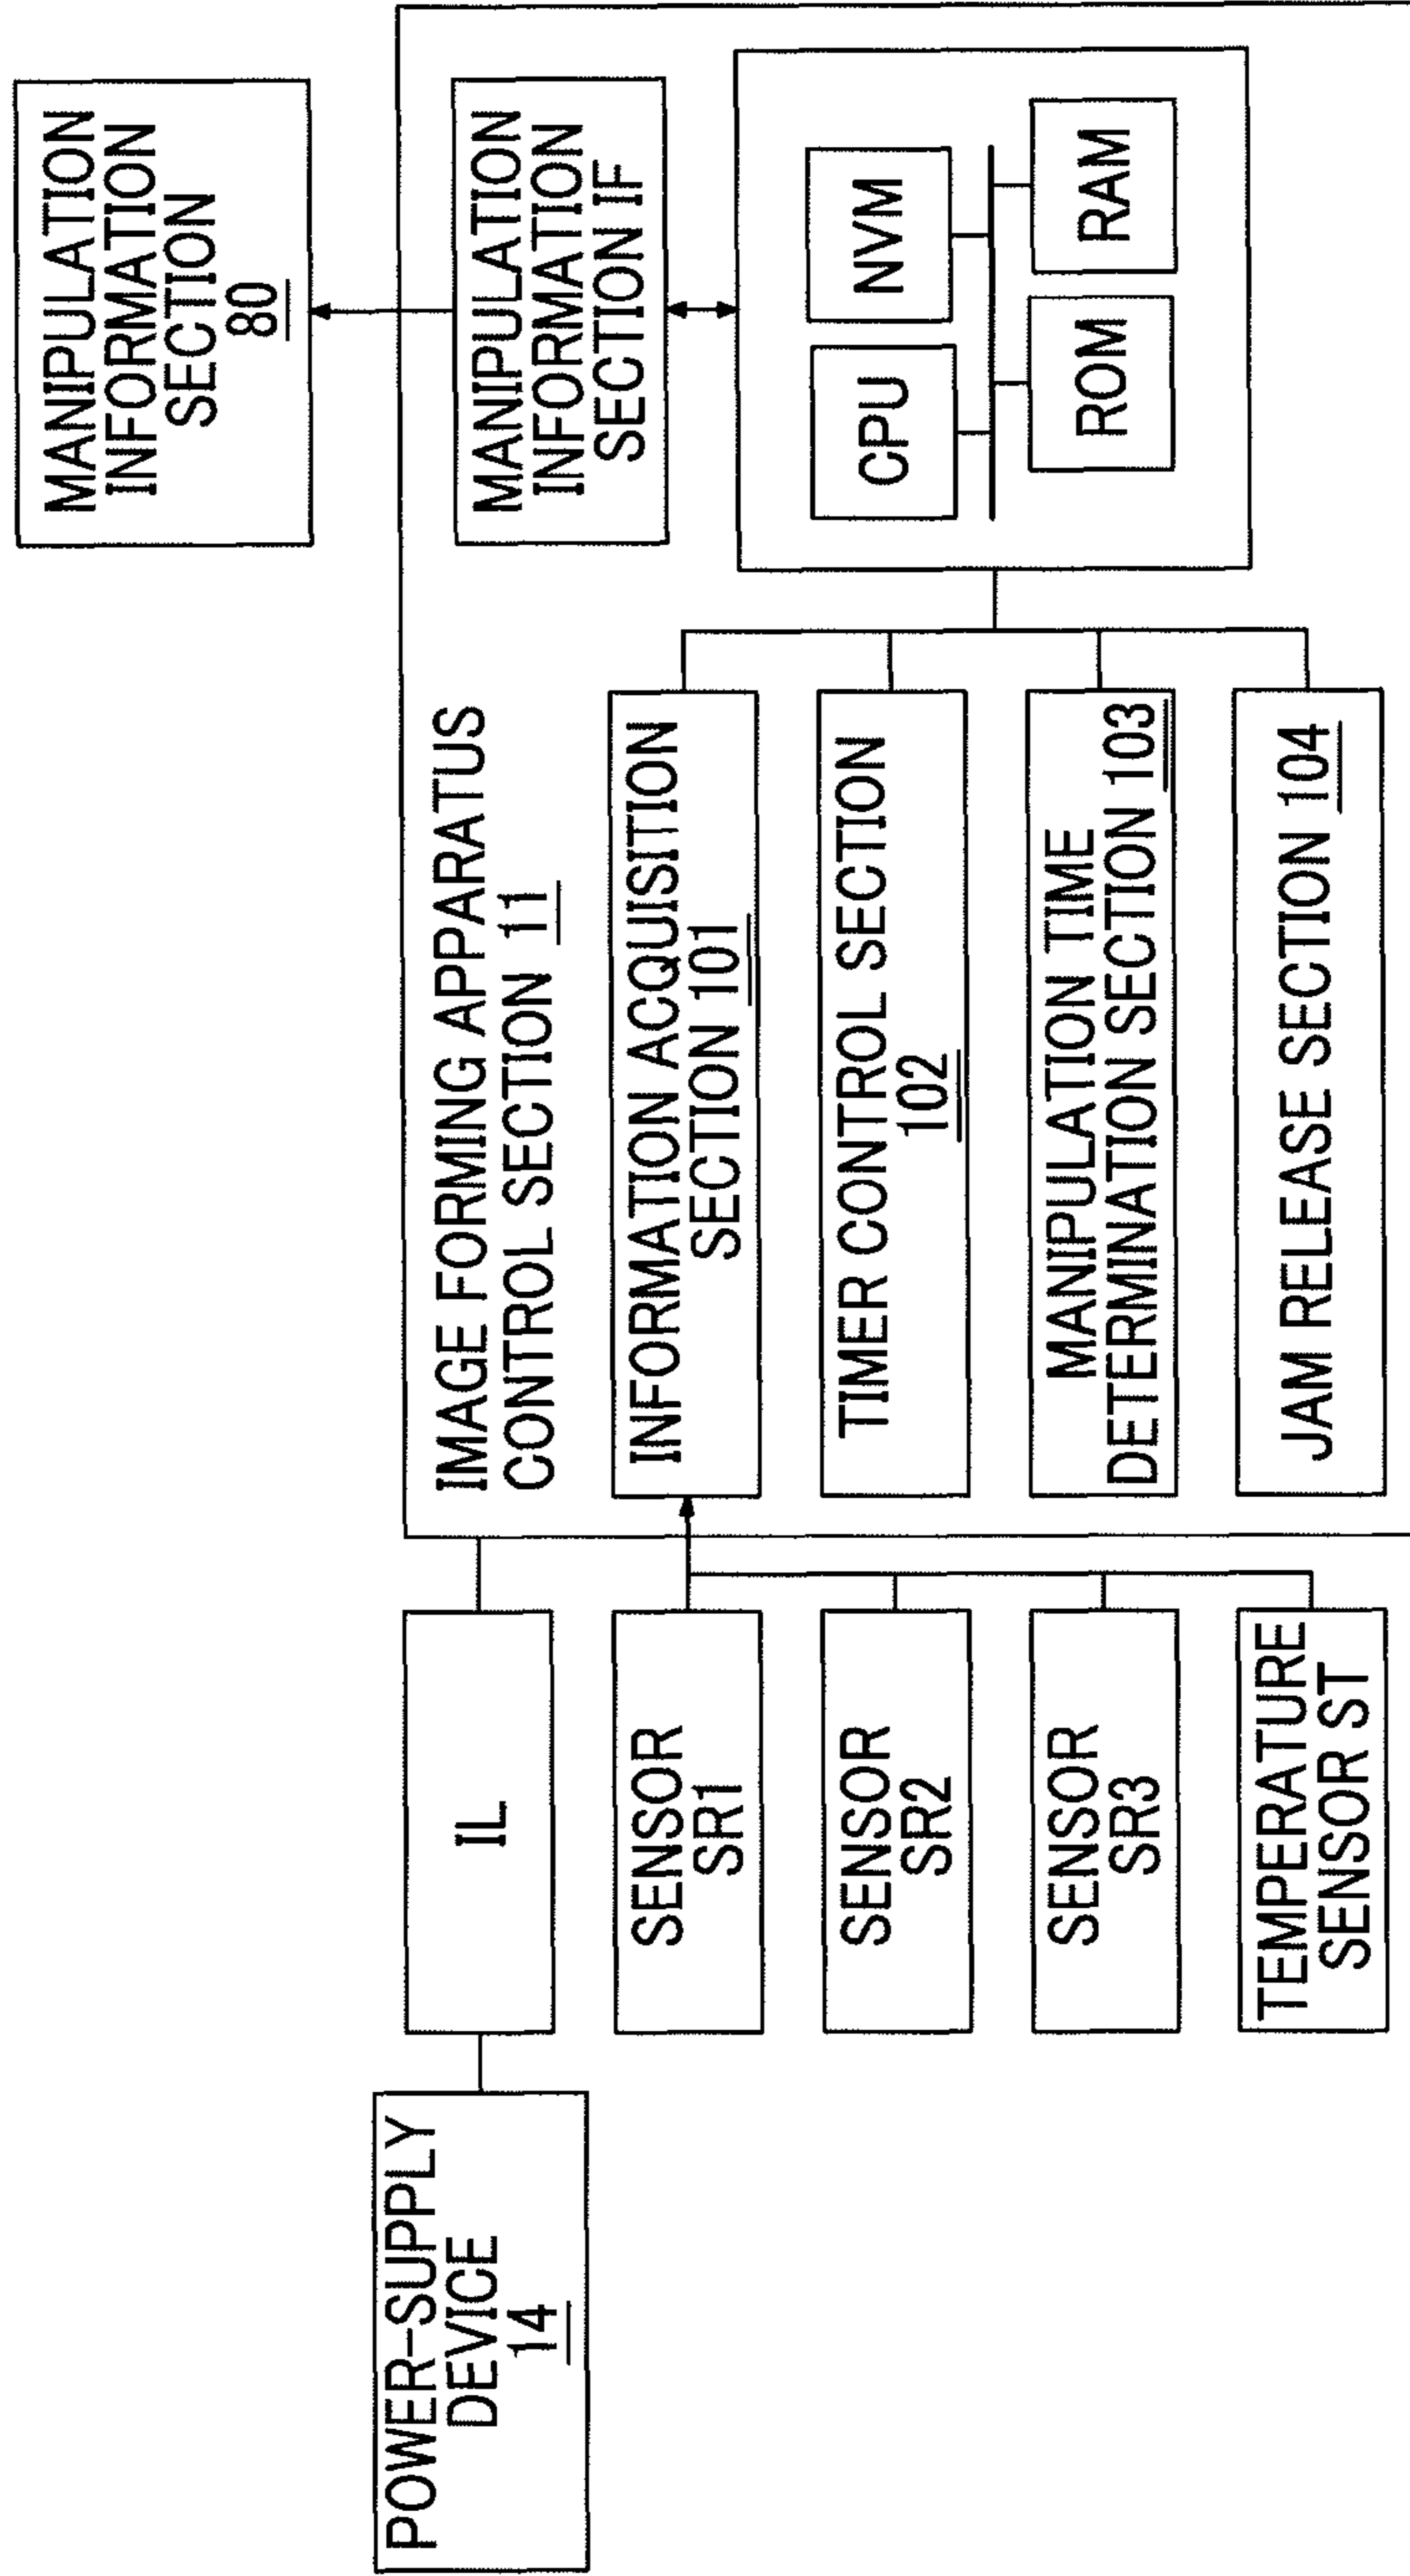 POWER-SUPPLY
DEVICE
14
IL
SENSOR
SR1
SENSOR
SR2
SENSOR
SR3
TEMPERATURE
SENSOR ST
IMAGE FORMING APPARATUS
CONTROL SECTION 11
INFORMATION ACQUISITION
SECTION 101
TIMER CONTROL SECTION
102
MANIPULATION TIME
DETERMINATION SECTION 103
JAM RELEASE SECTION 104
MANIPULATION
INFORMATION
SECTION
80
MANIPULATION
INFORMATION
SECTION IF
CPU
NVM
ROM
RAM